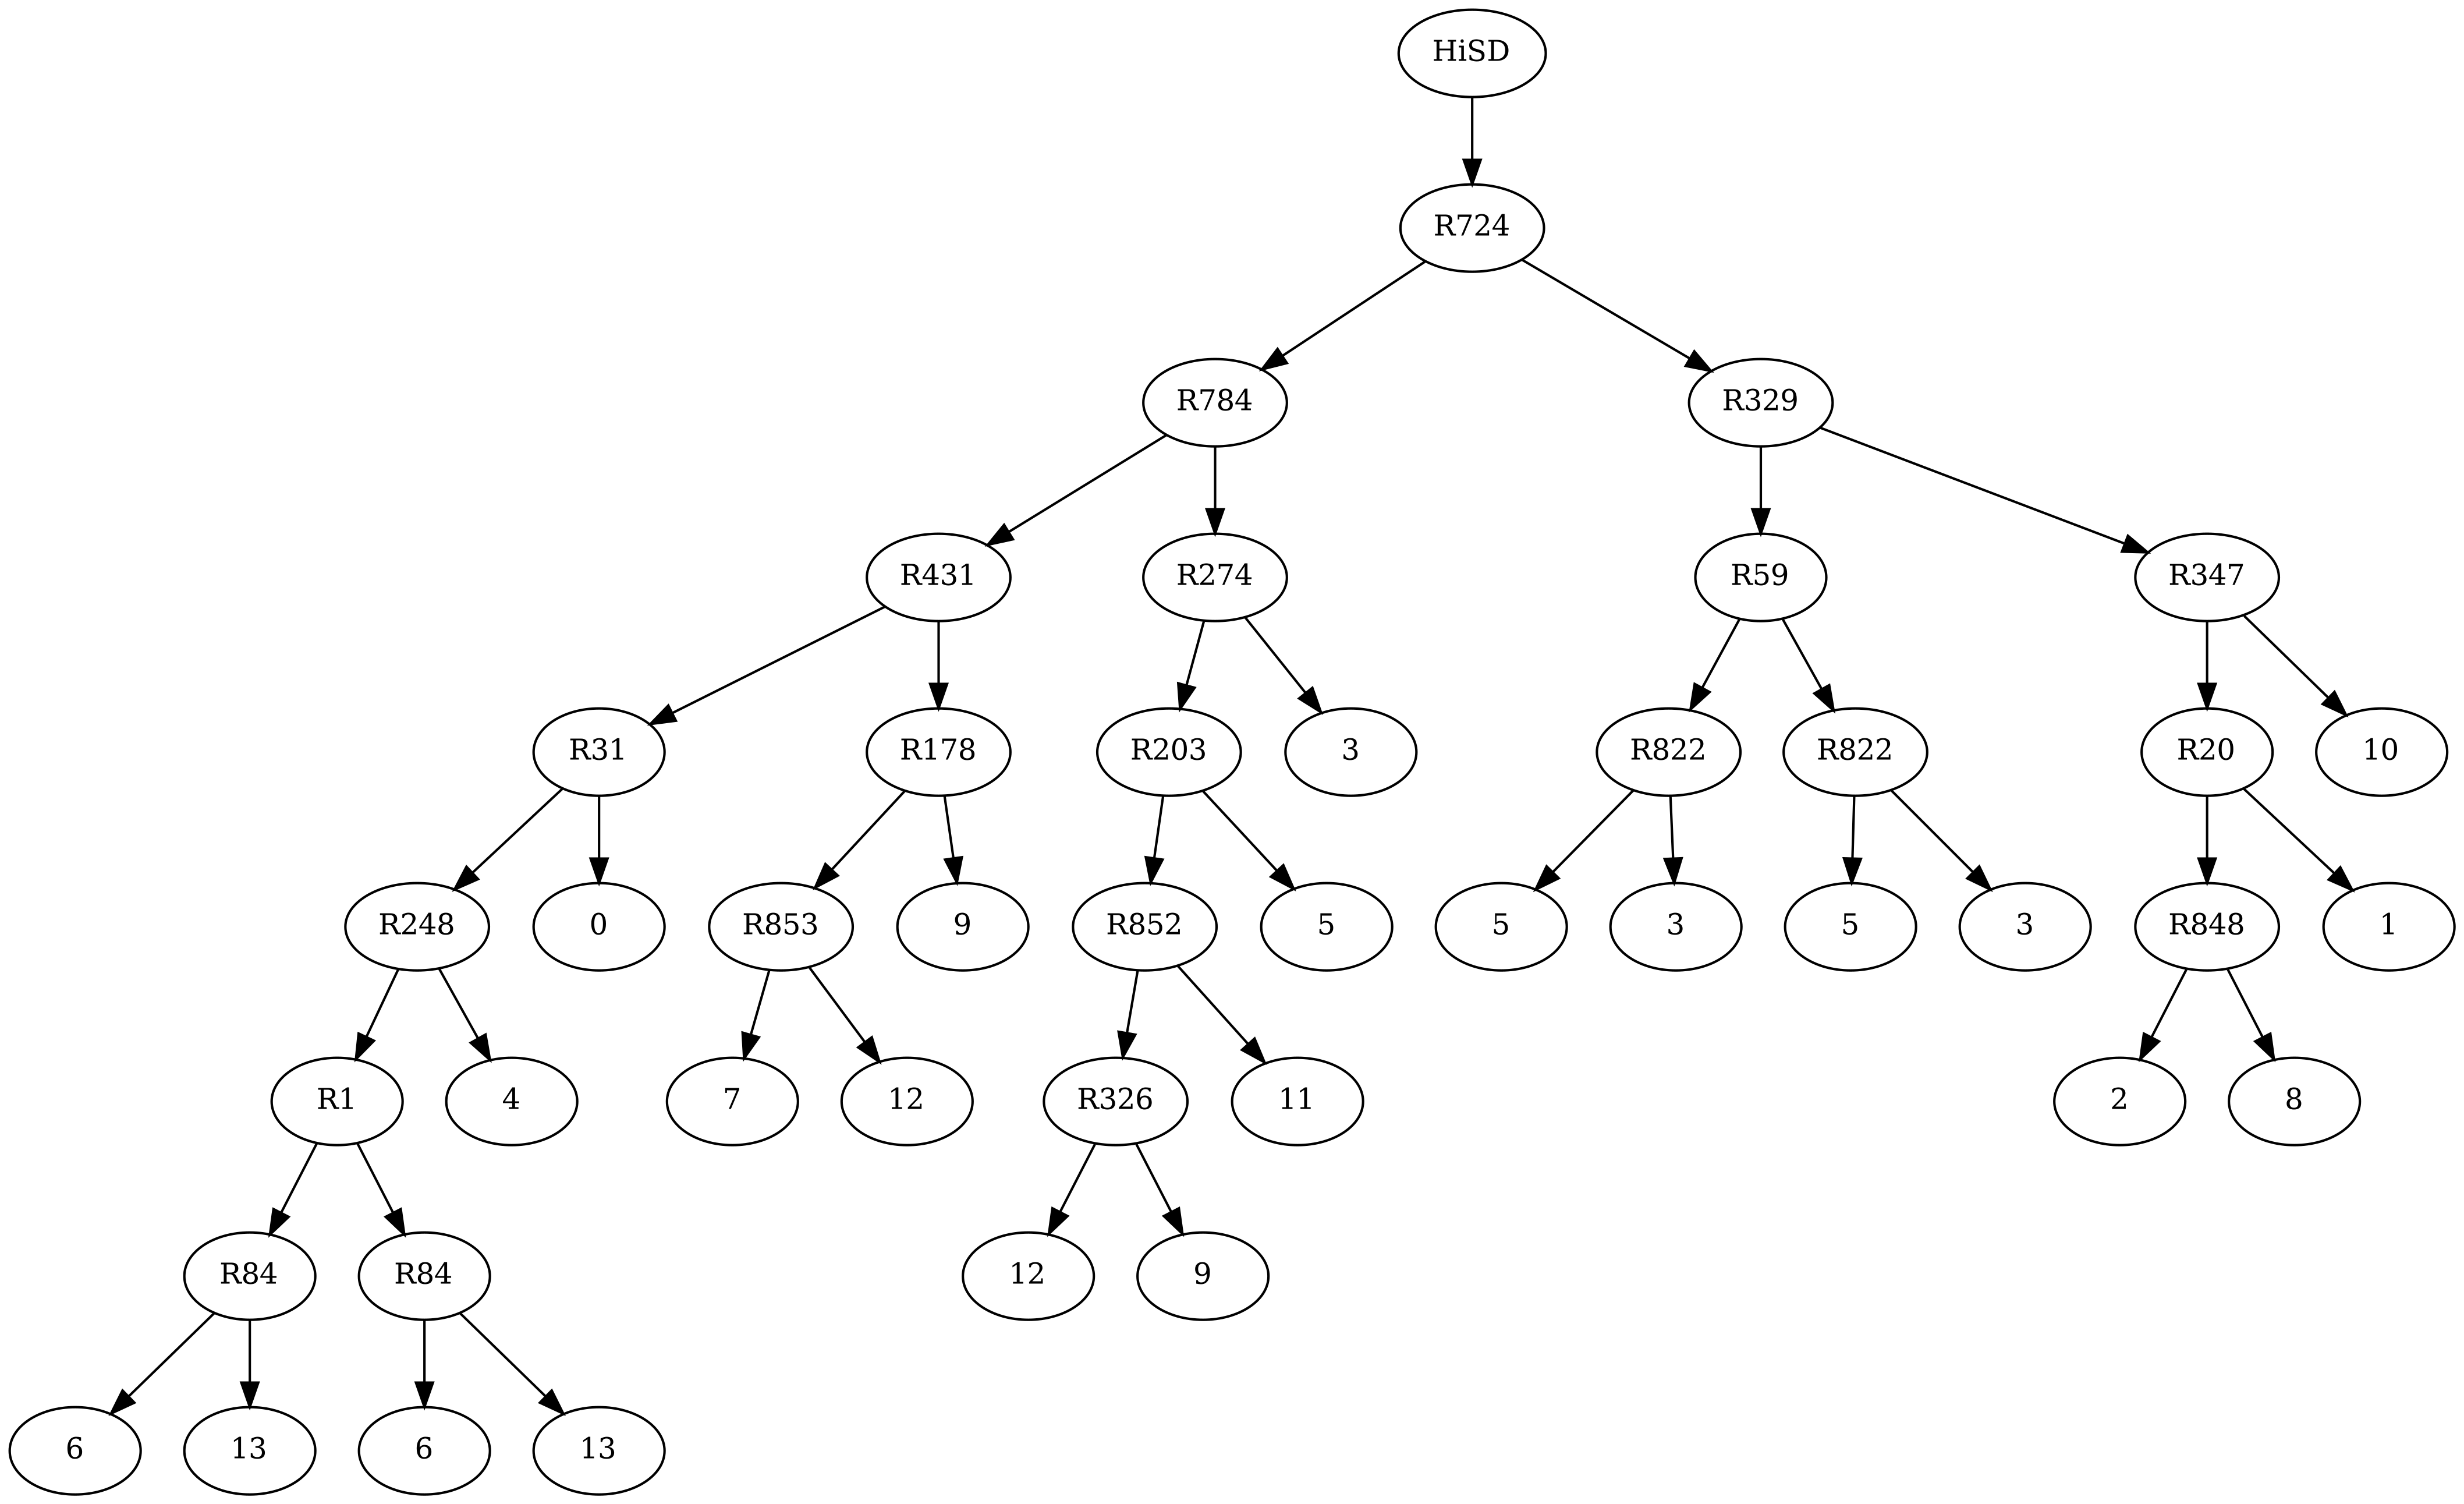 HiSD
R724
R784 R329
R431 R274 R59 R347
R31 R178 R203 3 R822 R822 R20 10
R248 0 R853 9 R852 5 5 3 5 3 R848 1
R1 4 7 12 R326 11 2 8
R84 R84 12 9
6 13 6 13